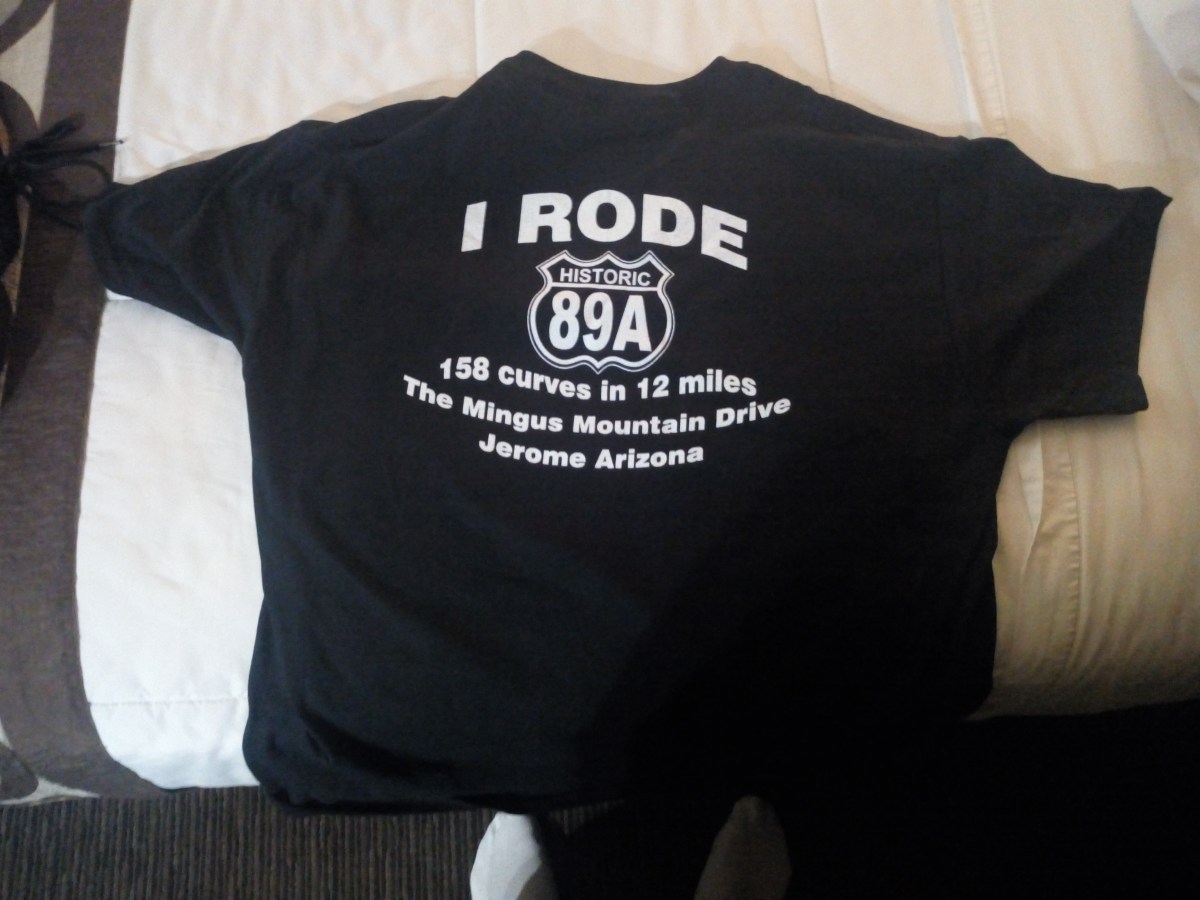 I RODE
HISTORIC
89A
158 curves in 12 miles
The Mingus Mountain Drive
Jerome Arizona